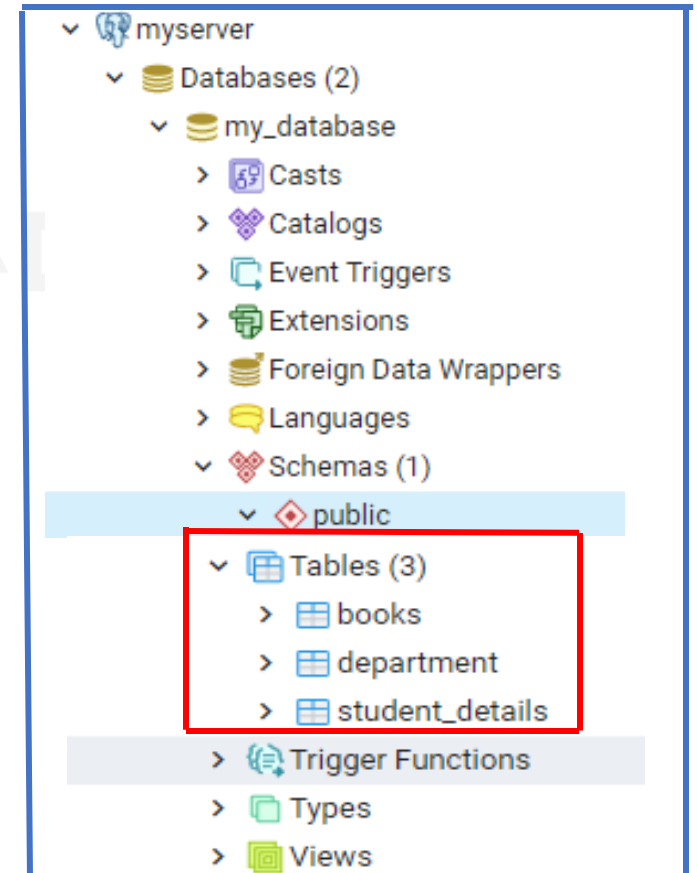 myserver
Databases (2)
my_database
Casts
Catalogs
Event Triggers
Extensions
Foreign Data Wrappers
Languages
Schemas (1)
public
Tables (3)
books
department
student_details
Trigger Functions
Types
Views